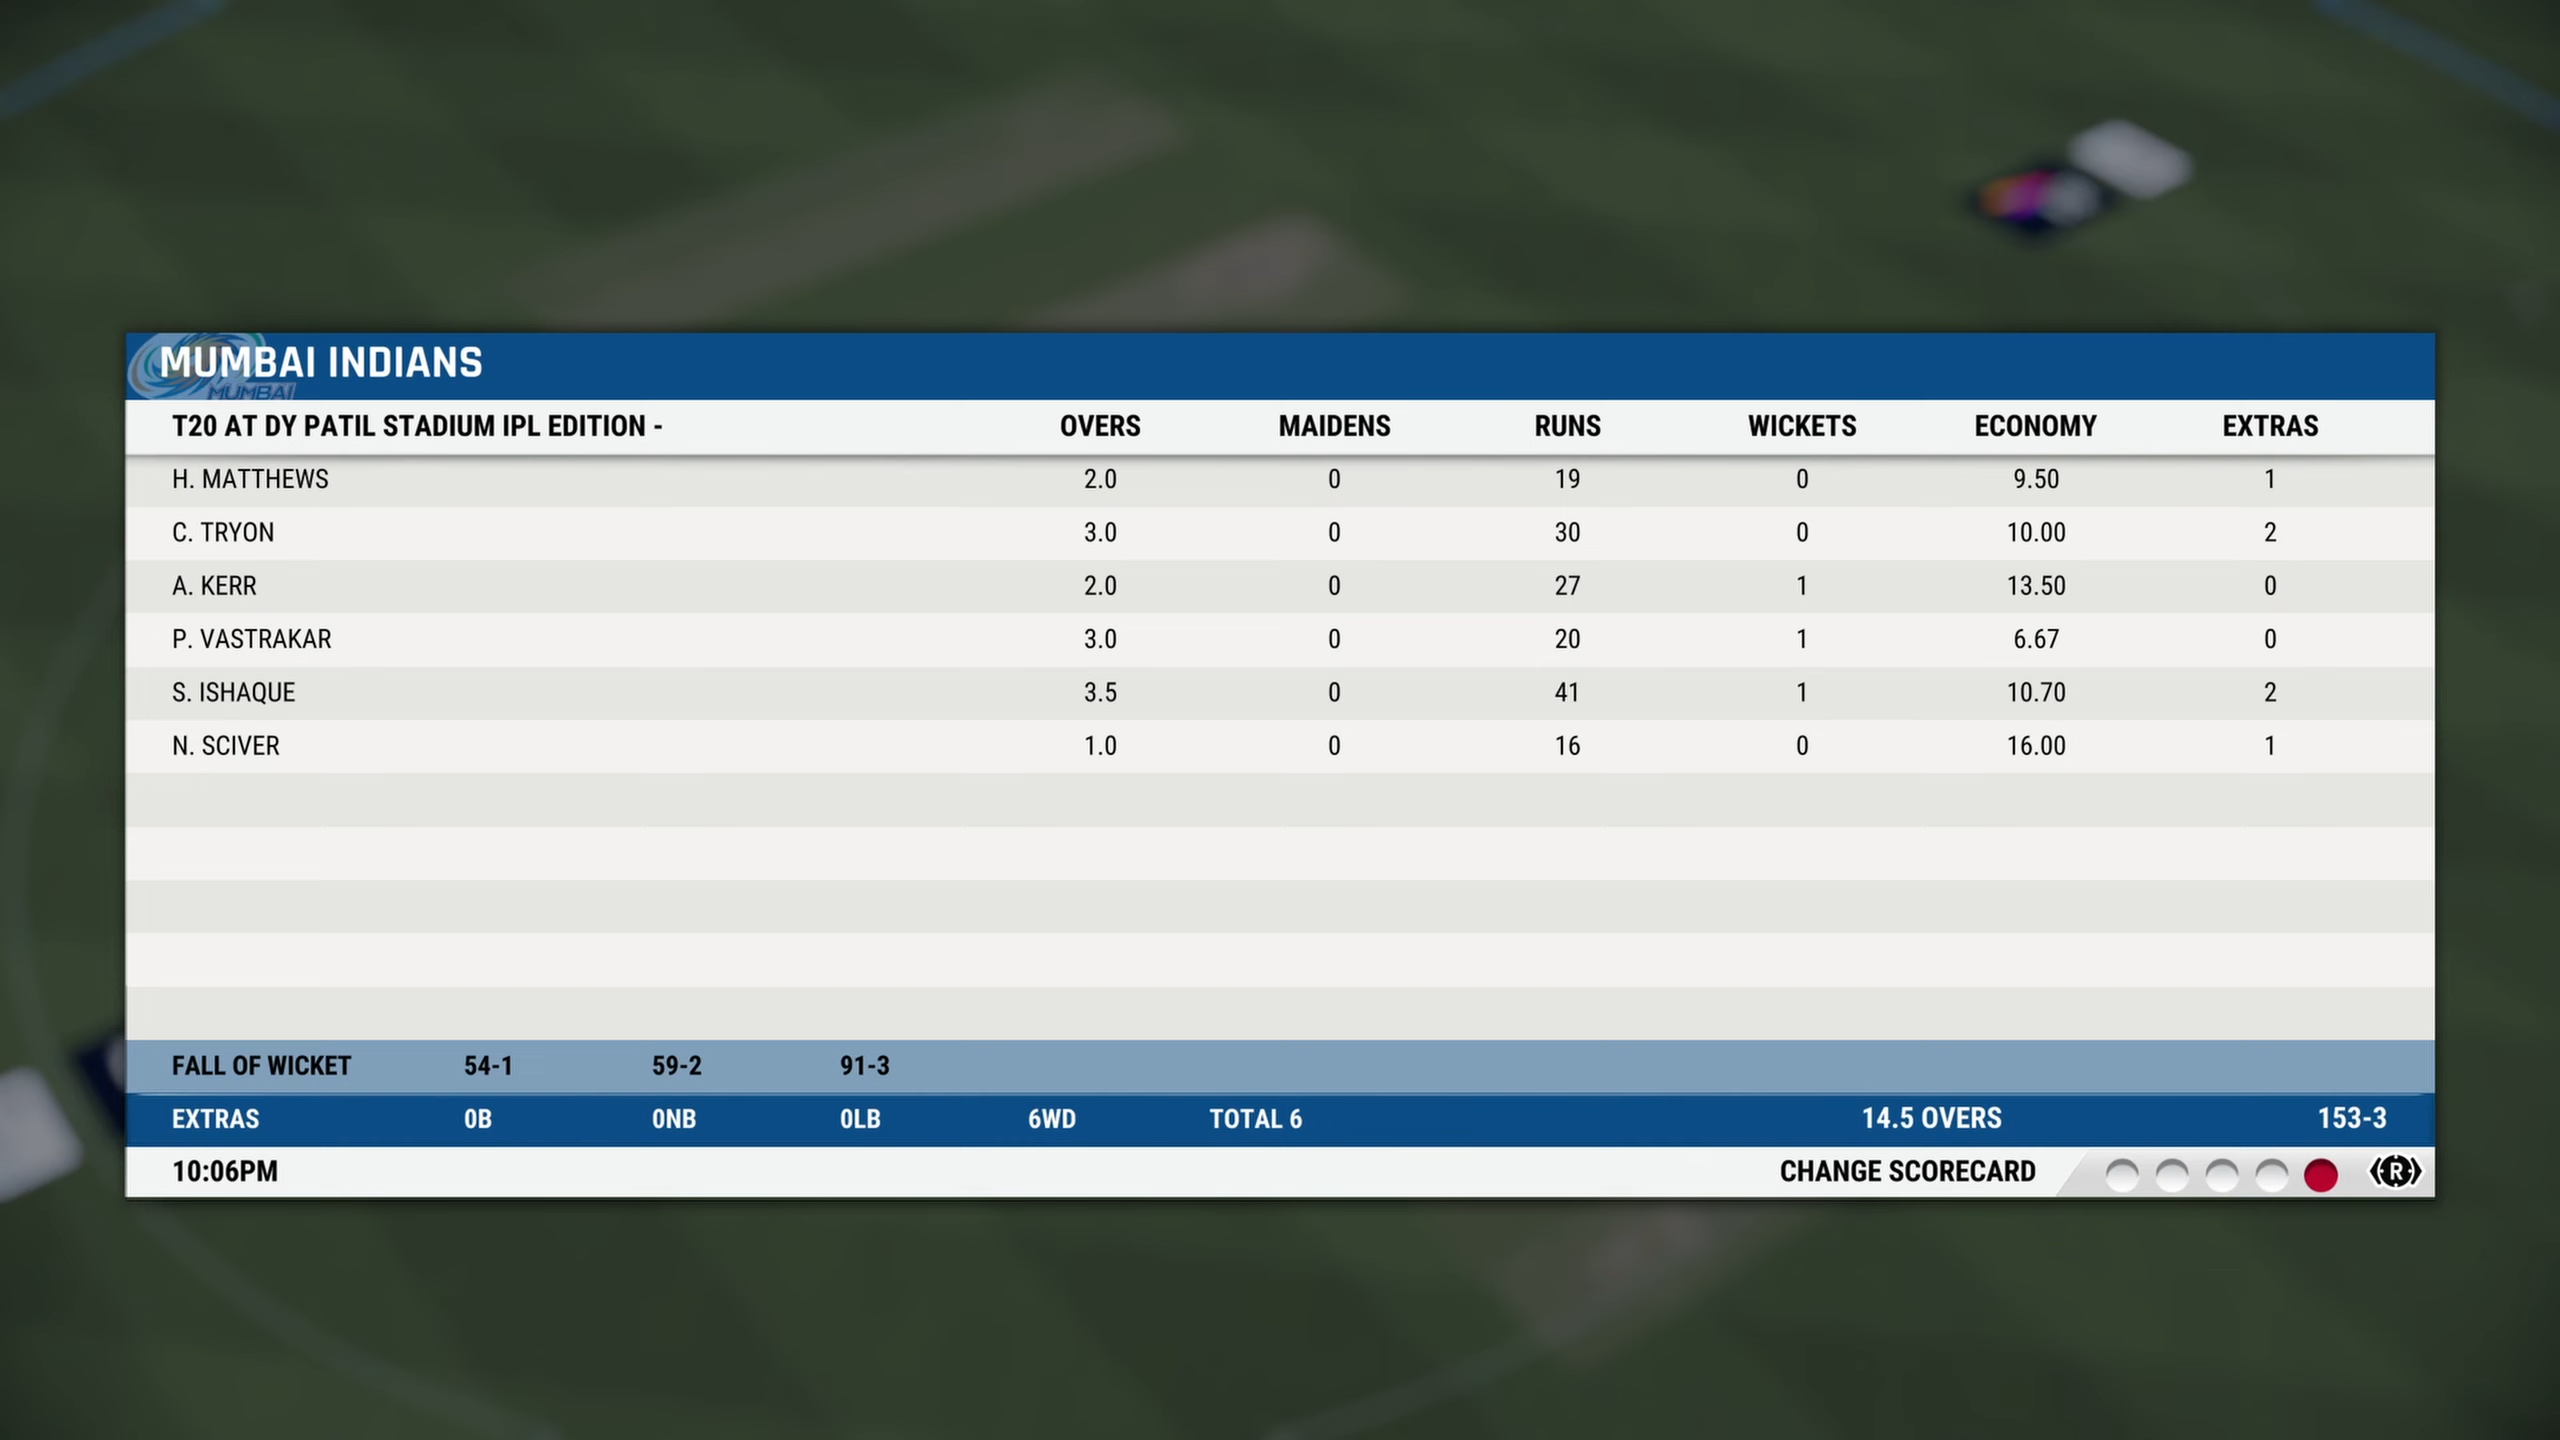 MUMBAI INDIANS
MUMBAI
T20 AT DY PATIL STADIUM IPL EDITION - OVERS MAIDENS RUNS WICKETS ECONOMY EXTRAS
H. MATTHEWS 2.0 0 19 0 9.50 1
C. TRYON 3.0 0 30 0 10.00 2
A. KERR 2.0 0 27 1 13.50 0
P. VASTRAKAR 3.0 0 20 1 6.67 0
S. ISHAQUE 3.5 0 41 1 10.70 2
N. SCIVER 1.0 0 16 0 16.00 1
FALL OF WICKET 54-1 59-2 91-3
EXTRAS 0B 0NB 0LB 6WD TOTAL 6 14.5 OVERS 153-3
10:06PM CHANGE SCORECARD R